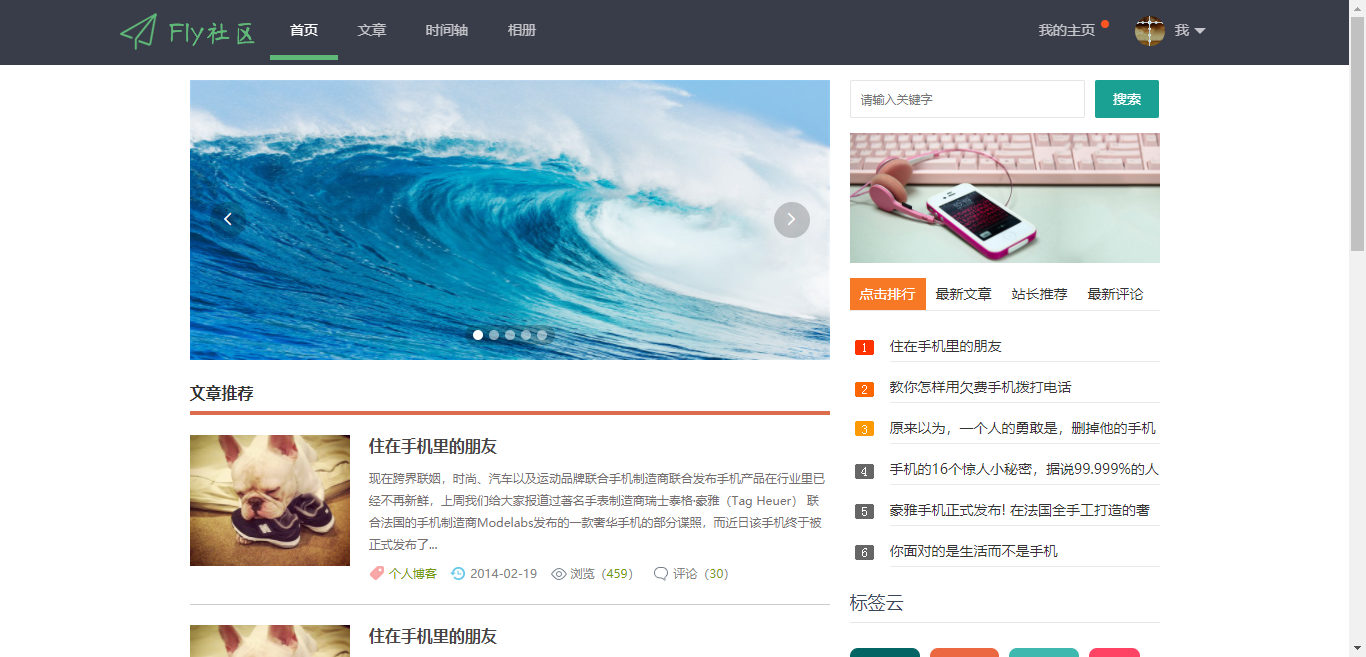 Fly社区 首页 文章 时间轴 相册 我的主页 我
请输入关键字 搜索
点击排行 最新文章 站长推荐 最新评论
1 住在手机里的朋友
2 教你怎样用欠费手机拨打电话
3 原来以为，一个人的勇敢是，删掉他的手机
4 手机的16个惊人小秘密，据说99.999%的人
5 豪雅手机正式发布! 在法国全手工打造的奢
6 你面对的是生活而不是手机
标签云
文章推荐
住在手机里的朋友
现在跨界联姻，时尚、汽车以及运动品牌联合手机制造商联合发布手机产品在行业里已
经不再新鲜，上周我们给大家报道过著名手表制造商瑞士泰格·豪雅（Tag Heuer） 联
合法国的手机制造商Modelabs发布的一款奢华手机的部分谍照，而近日该手机终于被
正式发布了...
个人博客 2014-02-19 浏览（459） 评论（30）
住在手机里的朋友